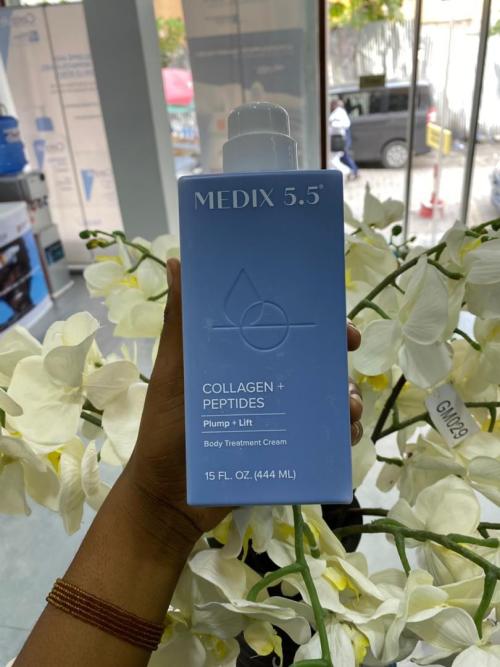 MEDIX 5.5®
COLLAGEN +
PEPTIDES
Plump + Lift
Body Treatment Cream
15 FL. OZ. (444 ML)
GM029